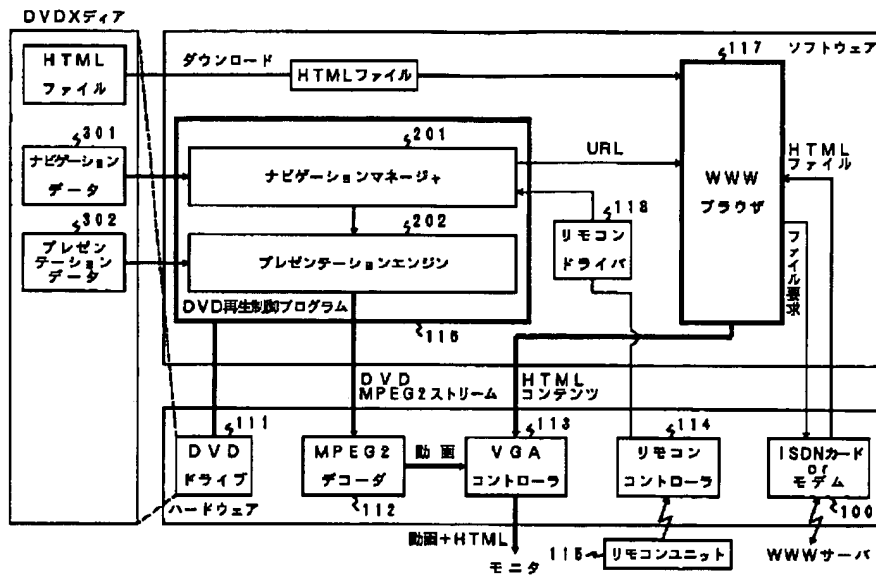 DVDメディア
HTML
ファイル
ダウンロード
HTMLファイル
117
ソフトウェア
301
ナビゲーション
データ
201
ナビゲーションマネージャ
URL
HTML
ファイル
WWW
ブラウザ
302
プレゼン
テーション
データ
202
プレゼンテーションエンジン
118
リモコン
ドライバ
ファイル要求
DVD再生制御プログラム
116
DVD
MPEG2ストリーム
HTML
コンテンツ
111
DVD
ドライブ
MPEG2
デコーダ
112
動画
113
VGA
コントローラ
114
リモコン
コントローラ
ISDNカード
or
モデム
100
ハードウェア
動画+HTML
モニタ
115
リモコンユニット
WWWサーバ